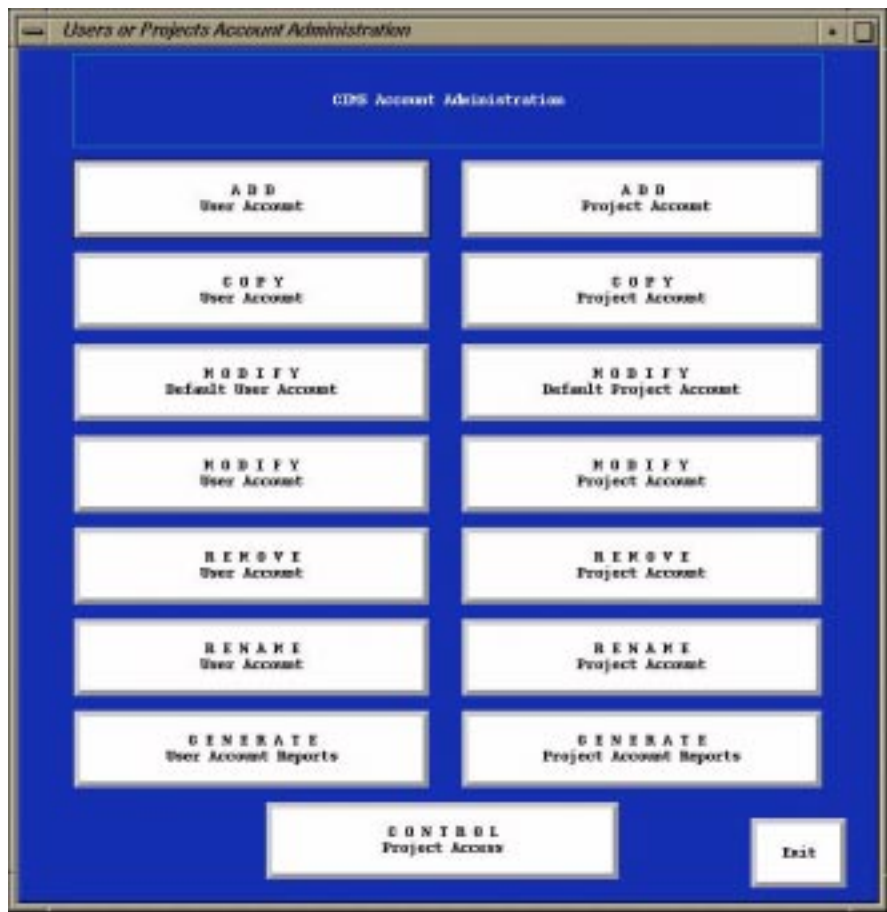 Users or Projects Account Administration
CIMS Account Administration
A D D
User Account
A D D
Project Account
C O P Y
User Account
C O P Y
Project Account
M O D I F Y
Default User Account
M O D I F Y
Default Project Account
M O D I F Y
User Account
M O D I F Y
Project Account
R E M O V E
User Account
R E M O V E
Project Account
R E N A M E
User Account
R E N A M E
Project Account
G E N E R A T E
User Account Reports
G E N E R A T E
Project Account Reports
C O N T R O L
Project Access
Exit